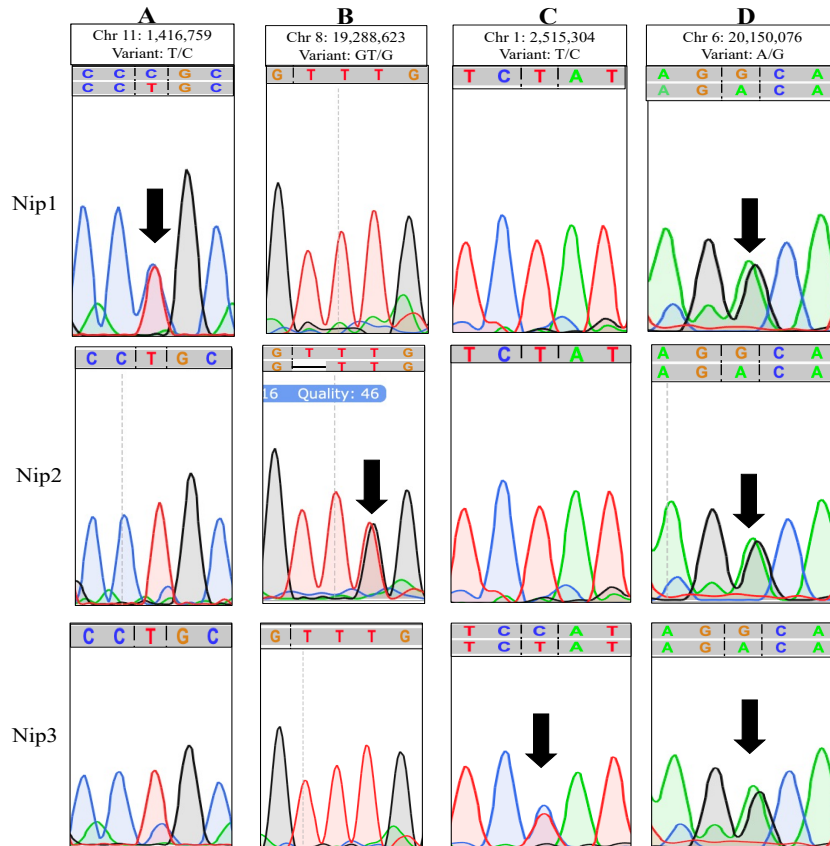 A B C D
Chr 11: 1,416,759
Variant: T/C
Chr 8: 19,288,623
Variant: GT/G
Chr 1: 2,515,304
Variant: T/C
Chr 6: 20,150,076
Variant: A/G
Nip1
C C C G C
C C T G C
G T T T G
T C T A T
A G G C A
A G A C A
Nip2
C C T G C
G T T T G
G — T T G
16 Quality: 46
T C T A T
A G G C A
A G A C A
Nip3
C C T G C
G T T T G
T C C A T
T C T A T
A G G C A
A G A C A